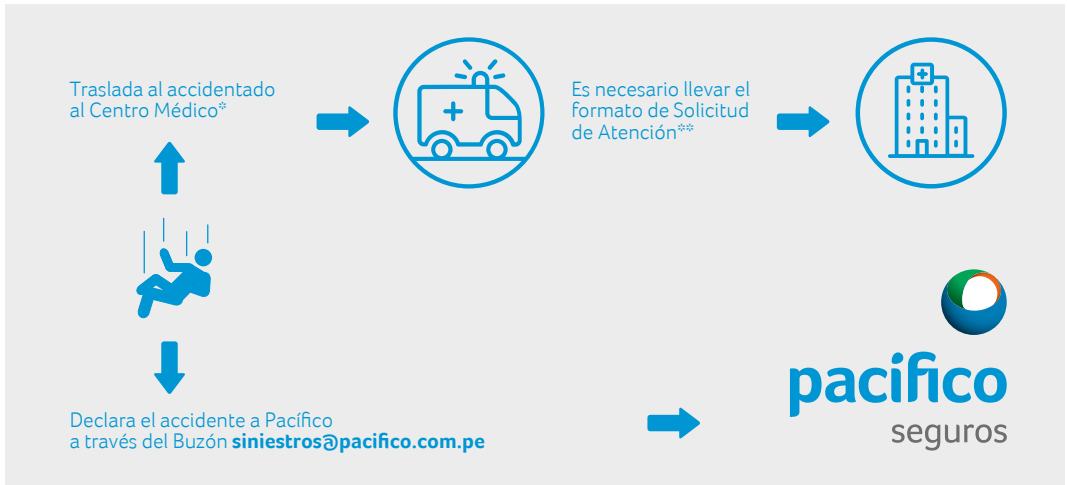 Traslada al accidentado
al Centro Médico*
Es necesario llevar el
formato de Solicitud
de Atención**
Declara el accidente a Pacífico
a través del Buzón siniestros@pacifico.com.pe
pacifico
seguros